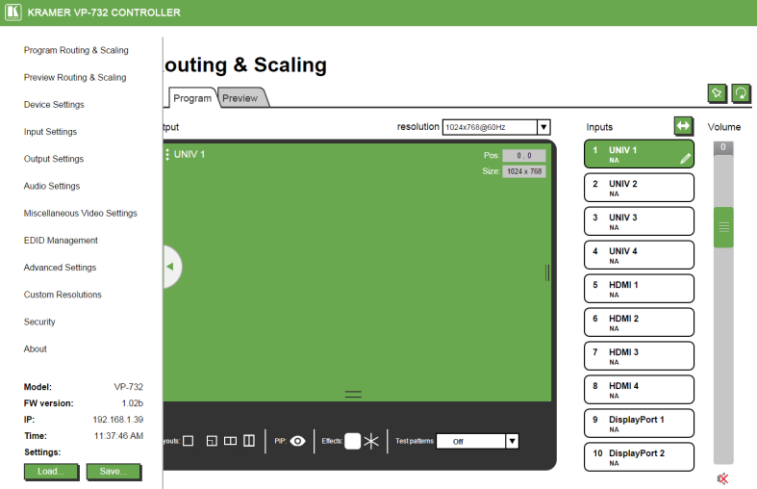 K KRAMER VP-732 CONTROLLER
Program Routing & Scaling
Preview Routing & Scaling
Device Settings
Input Settings
Output Settings
Audio Settings
Miscellaneous Video Settings
EDID Management
Advanced Settings
Custom Resolutions
Security
About
Model: VP-732
FW version: 1.02b
IP: 192.168.1.39
Time: 11:37:46 AM
Settings:
Load... Save...
outing & Scaling
Program Preview
tput resolution 1024x768@60Hz
UNIV 1
Pos: 0 , 0
Size: 1024 x 768
youts: PIP: Effects: Test patterns Off
Inputs
1 UNIV 1
NA
2 UNIV 2
NA
3 UNIV 3
NA
4 UNIV 4
NA
5 HDMI 1
NA
6 HDMI 2
NA
7 HDMI 3
NA
8 HDMI 4
NA
9 DisplayPort 1
NA
10 DisplayPort 2
NA
Volume
0